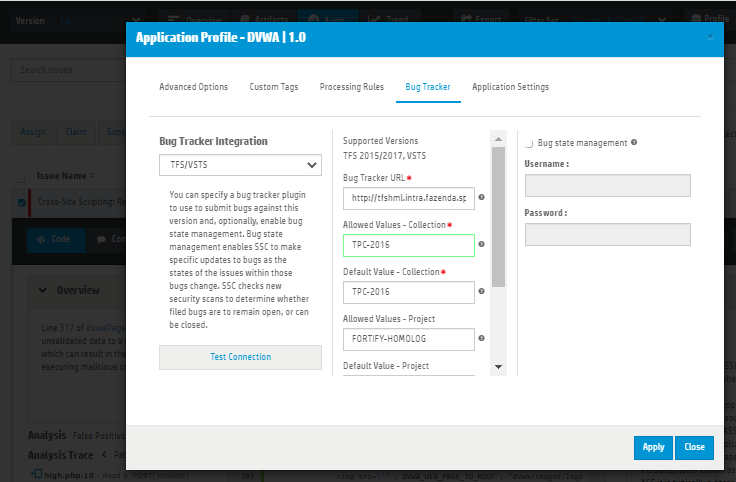 Version 1.0
Overview
Artifacts
Audit
Trend
Export
Filter Set
Profile
Application Profile - DVWA | 1.0
×
Search issues
Advanced Options
Custom Tags
Processing Rules
Bug Tracker
Application Settings
Assign
Claim
Issue Name
Cross-Site Scripting: Re
Code
Overview
Line 317 of dvwaPage
unvalidated data to a
which can result in the
executing malicious c
Analysis Falso Positivo
Analysis Trace
high.php:10 - Read $_POST['include']
Bug Tracker Integration
TFS/VSTS
You can specify a bug tracker plugin
to use to submit bugs against this
version and, optionally, enable bug
state management. Bug state
management enables SSC to make
specific updates to bugs as the
states of the issues within those
bugs change. SSC checks new
security scans to determine whether
filed bugs are to remain open, or can
be closed.
Test Connection
Supported Versions
TFS 2015/2017, VSTS
Bug Tracker URL *
http://tfshml.intra.fazenda.sp
Allowed Values - Collection *
TPC-2016
Default Value - Collection *
TPC-2016
Allowed Values - Project
FORTIFY-HOMOLOG
Default Value - Project
Bug state management
Username :
Password :
Apply
Close